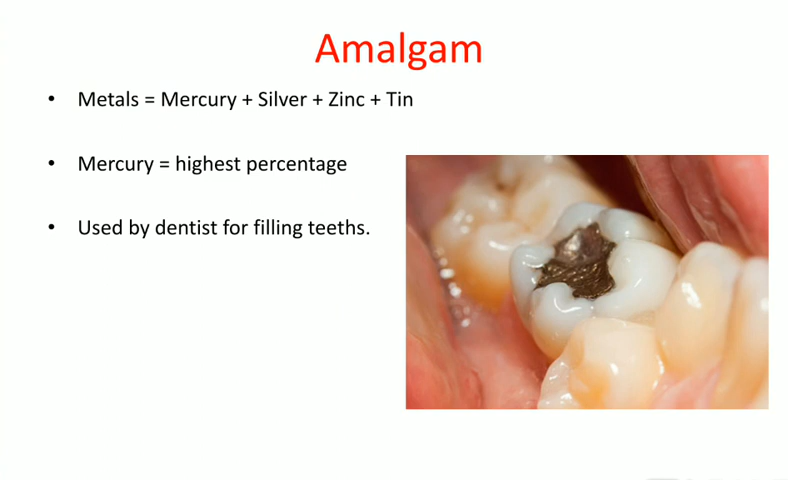 Amalgam
• Metals = Mercury + Silver + Zinc + Tin
• Mercury = highest percentage
• Used by dentist for filling teeths.